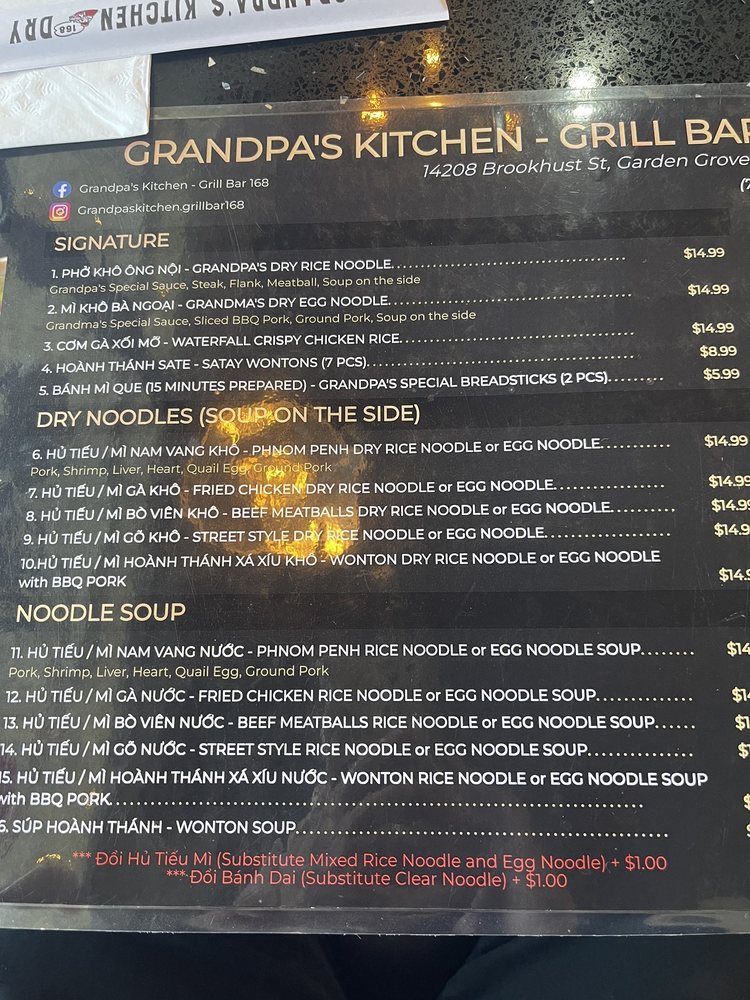 GRANDPA'S KITCHEN DRY
168
GRANDPA'S KITCHEN - GRILL BAR
14208 Brookhust St, Garden Grove
Grandpa's Kitchen - Grill Bar 168
Grandpaskitchen.grillbar168
SIGNATURE
1. PHỞ KHÔ ÔNG NỘI - GRANDPA'S DRY RICE NOODLE $14.99
Grandpa's Special Sauce, Steak, Flank, Meatball, Soup on the side
2. MÌ KHÔ BÀ NGOẠI - GRANDMA'S DRY EGG NOODLE $14.99
Grandma's Special Sauce, Sliced BBQ Pork, Ground Pork, Soup on the side
3. CƠM GÀ XỐI MỠ - WATERFALL CRISPY CHICKEN RICE $14.99
4. HOÀNH THÁNH SATE - SATAY WONTONS (7 PCS) $8.99
5. BÁNH MÌ QUE (15 MINUTES PREPARED) - GRANDPA'S SPECIAL BREADSTICKS (2 PCS) $5.99
DRY NOODLES (SOUP ON THE SIDE)
6. HỦ TIẾU / MÌ NAM VANG KHÔ - PHNOM PENH DRY RICE NOODLE or EGG NOODLE $14.99
Pork, Shrimp, Liver, Heart, Quail Egg, Ground Pork
7. HỦ TIẾU / MÌ GÀ KHÔ - FRIED CHICKEN DRY RICE NOODLE or EGG NOODLE $14.99
8. HỦ TIẾU / MÌ BÒ VIÊN KHÔ - BEEF MEATBALLS DRY RICE NOODLE or EGG NOODLE $14.9
9. HỦ TIẾU / MÌ GÕ KHÔ - STREET STYLE DRY RICE NOODLE or EGG NOODLE $14.9
10.HỦ TIẾU / MÌ HOÀNH THÁNH XÁ XÍU KHÔ - WONTON DRY RICE NOODLE or EGG NOODLE
with BBQ PORK $14.
NOODLE SOUP
11. HỦ TIẾU / MÌ NAM VANG NƯỚC - PHNOM PENH RICE NOODLE or EGG NOODLE SOUP $14
Pork, Shrimp, Liver, Heart, Quail Egg, Ground Pork
12. HỦ TIẾU / MÌ GÀ NƯỚC - FRIED CHICKEN RICE NOODLE or EGG NOODLE SOUP $1
13. HỦ TIẾU / MÌ BÒ VIÊN NƯỚC - BEEF MEATBALLS RICE NOODLE or EGG NOODLE SOUP $1
14. HỦ TIẾU / MÌ GÕ NƯỚC - STREET STYLE RICE NOODLE or EGG NOODLE SOUP $
5. HỦ TIẾU / MÌ HOÀNH THÁNH XÁ XÍU NƯỚC - WONTON RICE NOODLE or EGG NOODLE SOUP
with BBQ PORK $
6. SÚP HOÀNH THÁNH - WONTON SOUP
*** Đổi Hủ Tiếu Mì (Substitute Mixed Rice Noodle and Egg Noodle) + $1.00
*** Đổi Bánh Dai (Substitute Clear Noodle) + $1.00